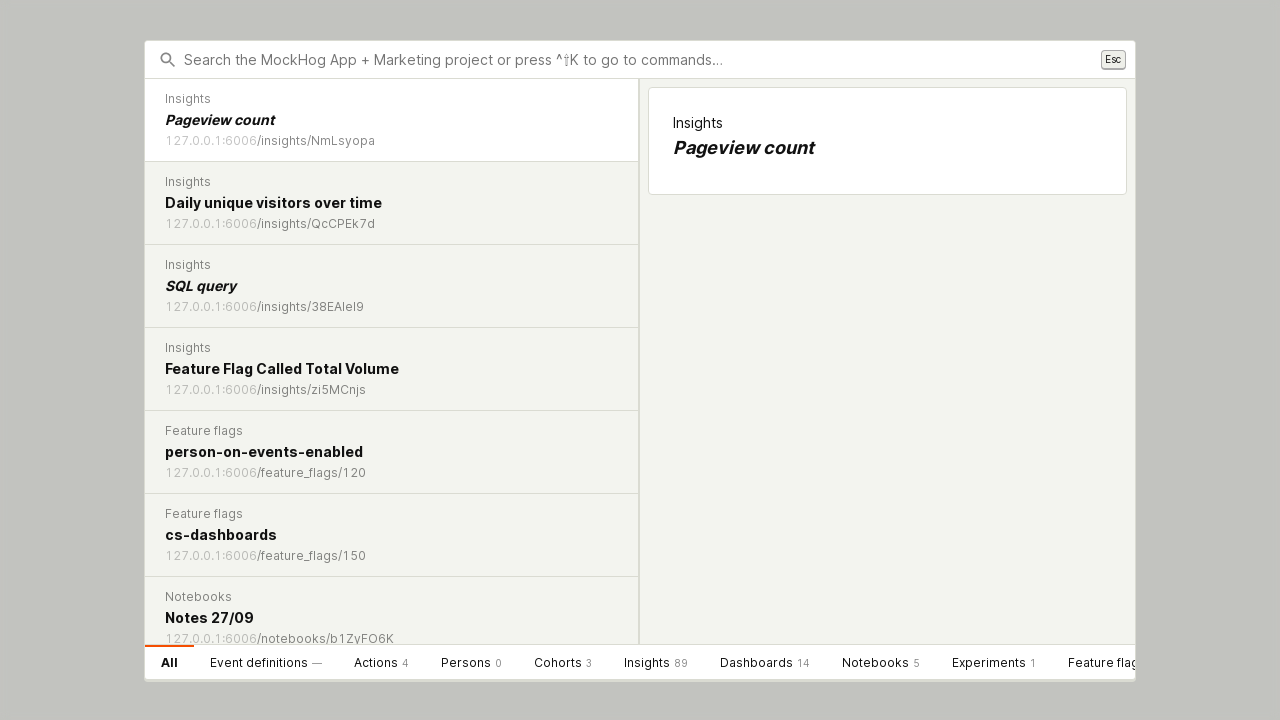 Search the MockHog App + Marketing project or press ^⇧K to go to commands...
Esc
Insights
Pageview count
127.0.0.1:6006/insights/NmLsyopa
Insights
Daily unique visitors over time
127.0.0.1:6006/insights/QcCPEk7d
Insights
SQL query
127.0.0.1:6006/insights/38EAIeI9
Insights
Feature Flag Called Total Volume
127.0.0.1:6006/insights/zi5MCnjs
Feature flags
person-on-events-enabled
127.0.0.1:6006/feature_flags/120
Feature flags
cs-dashboards
127.0.0.1:6006/feature_flags/150
Notebooks
Notes 27/09
127.0.0.1:6006/notebooks/b1ZyFO6K
Insights
Pageview count
All Event definitions — Actions 4 Persons 0 Cohorts 3 Insights 89 Dashboards 14 Notebooks 5 Experiments 1 Feature flag